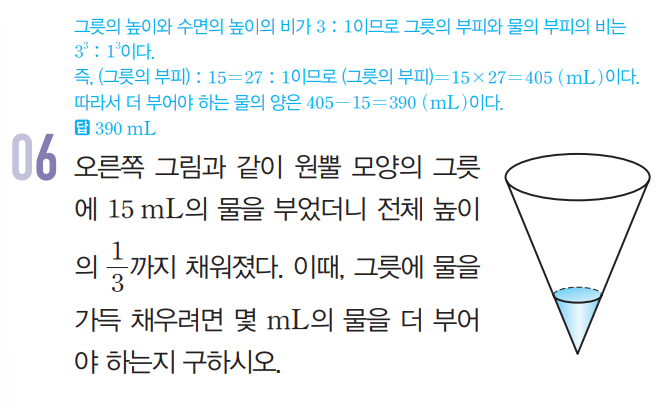 그릇의 높이와 수면의 높이의 비가 3 : 1이므로 그릇의 부피와 물의 부피의 비는
3³ : 1³이다.
즉, (그릇의 부피) : 15=27 : 1이므로 (그릇의 부피)=15×27=405 (mL)이다.
따라서 더 부어야 하는 물의 양은 405-15=390 (mL)이다.
답 390 mL
06 오른쪽 그림과 같이 원뿔 모양의 그릇
에 15 mL의 물을 부었더니 전체 높이
의 1/3까지 채워졌다. 이때, 그릇에 물을
가득 채우려면 몇 mL의 물을 더 부어
야 하는지 구하시오.